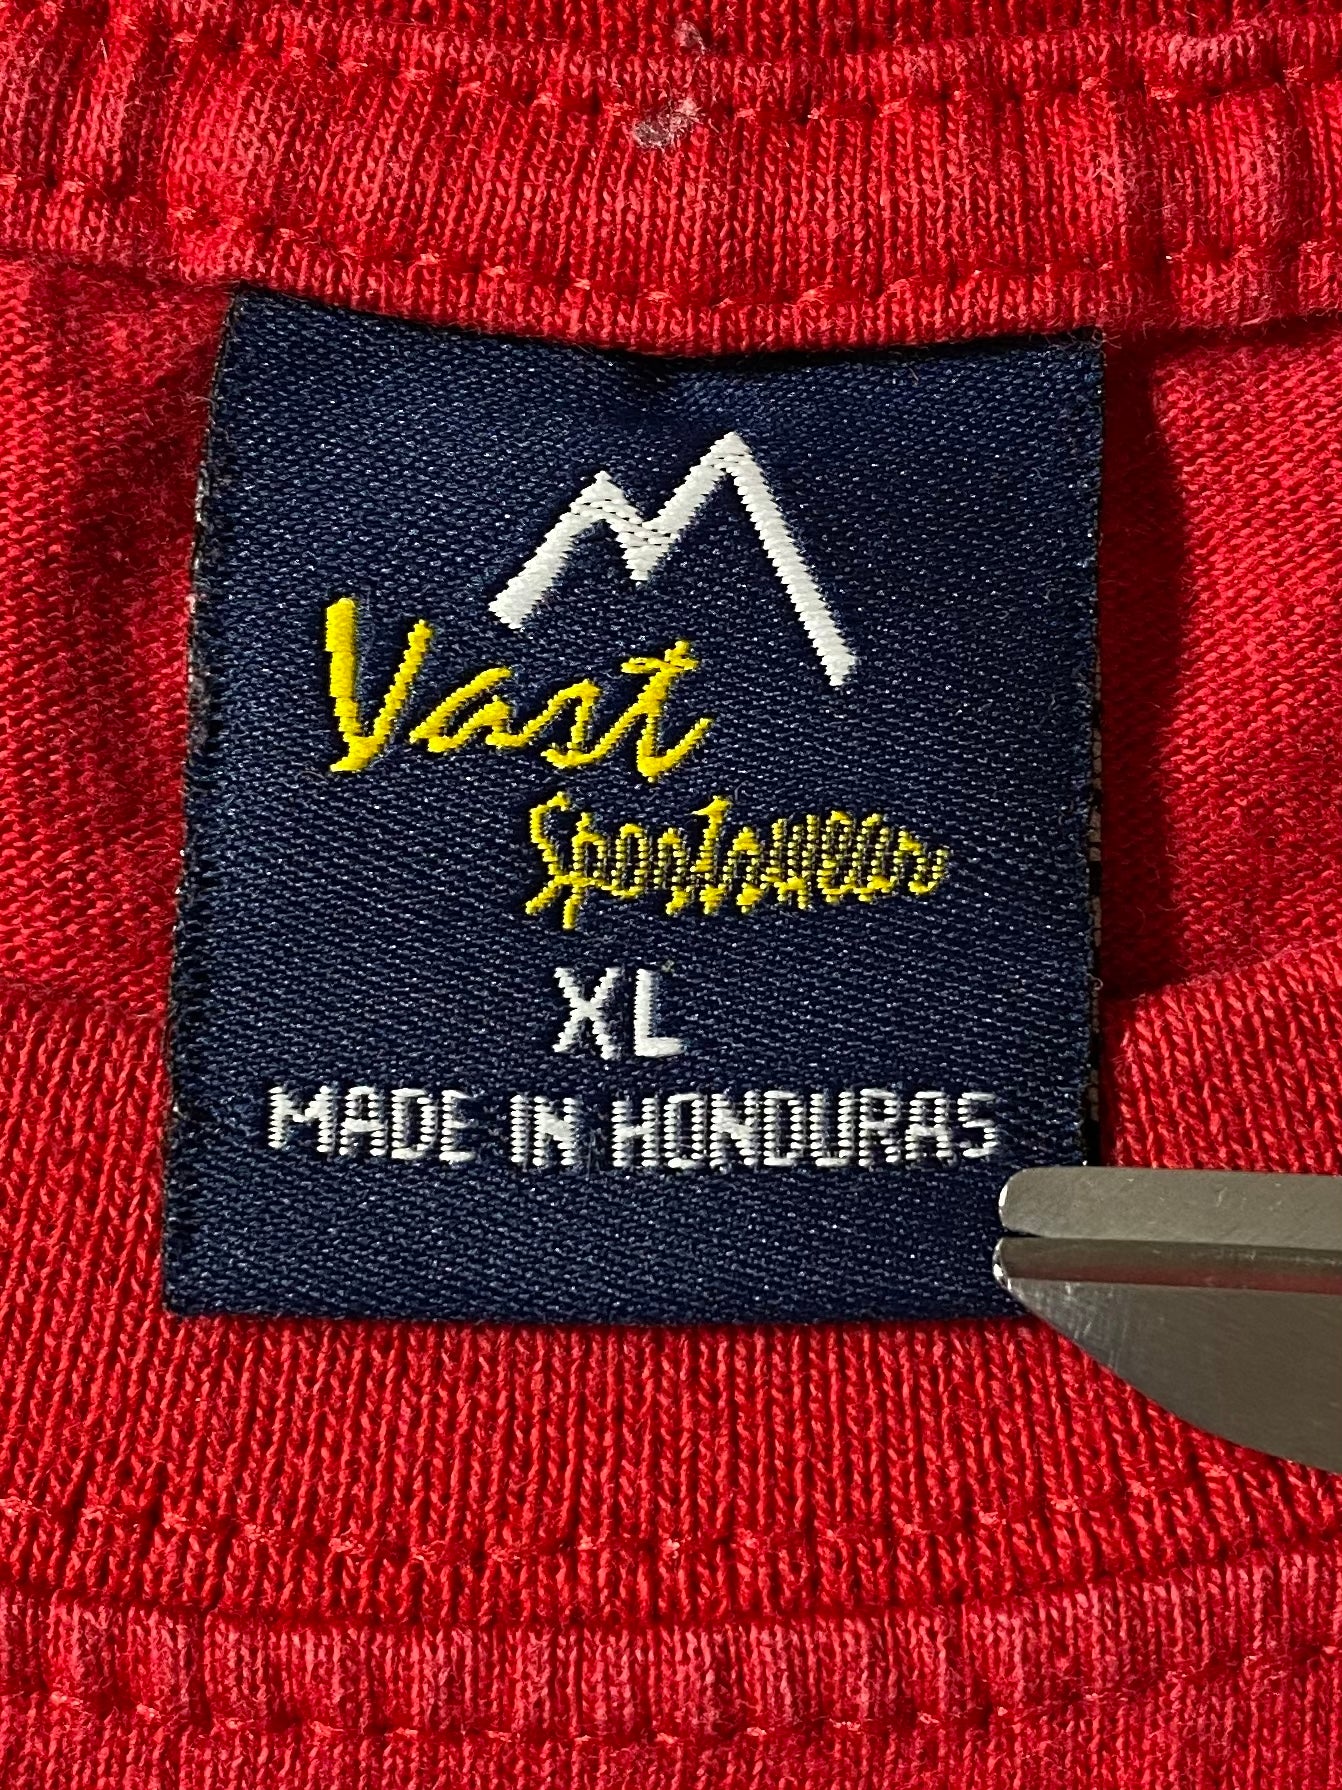 Vast
Sportswear
XL
MADE IN HONDURAS